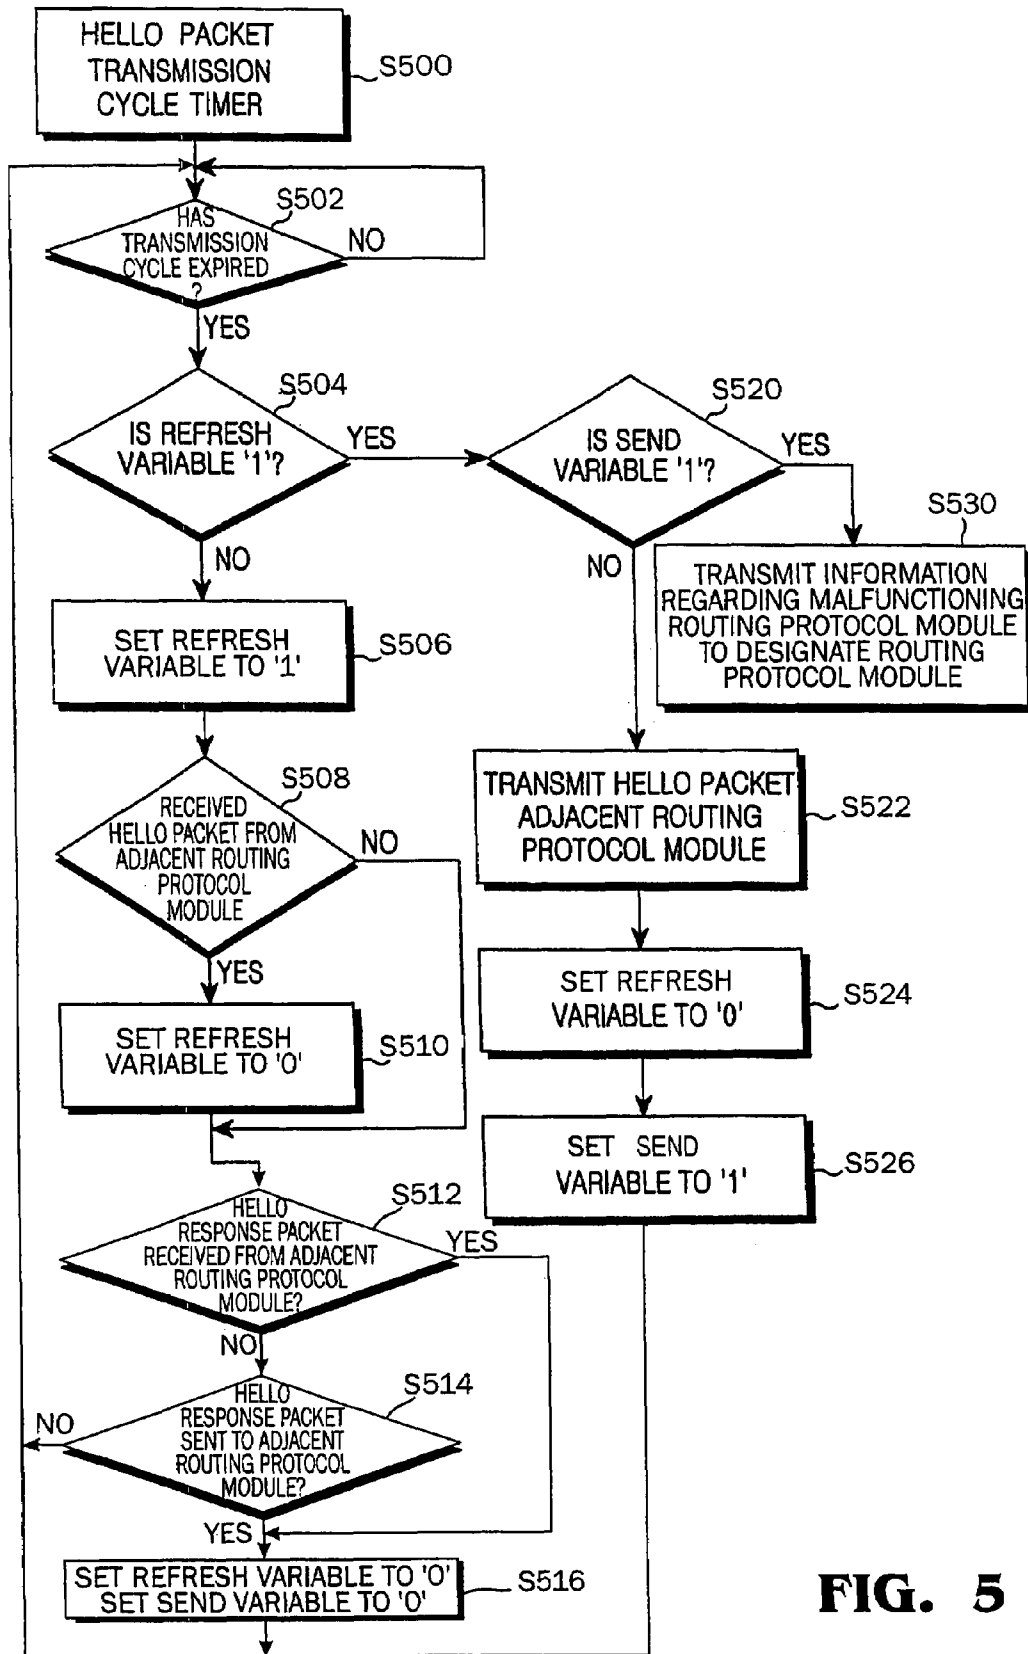 HELLO PACKET
TRANSMISSION
CYCLE TIMER
S500
S502
HAS
TRANSMISSION
CYCLE EXPIRED
?
NO
YES
S504
IS REFRESH
VARIABLE '1'?
YES
NO
S520
IS SEND
VARIABLE '1'?
YES
NO
S530
TRANSMIT INFORMATION
REGARDING MALFUNCTIONING
ROUTING PROTOCOL MODULE
TO DESIGNATE ROUTING
PROTOCOL MODULE
SET REFRESH
VARIABLE TO '1'
S506
S508
RECEIVED
HELLO PACKET FROM
ADJACENT ROUTING
PROTOCOL
MODULE
NO
YES
TRANSMIT HELLO PACKET
ADJACENT ROUTING
PROTOCOL MODULE
S522
SET REFRESH
VARIABLE TO '0'
S510
SET REFRESH
VARIABLE TO '0'
S524
SET SEND
VARIABLE TO '1'
S526
S512
HELLO
RESPONSE PACKET
RECEIVED FROM ADJACENT
ROUTING PROTOCOL
MODULE?
YES
NO
S514
HELLO
RESPONSE PACKET
SENT TO ADJACENT
ROUTING PROTOCOL
MODULE?
NO
YES
SET REFRESH VARIABLE TO '0'
SET SEND VARIABLE TO '0'
S516
FIG. 5